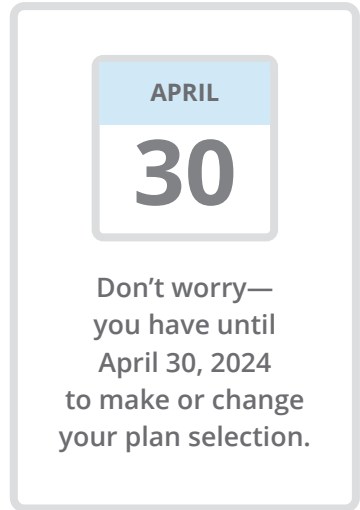 APRIL
30
Don’t worry—
you have until
April 30, 2024
to make or change
your plan selection.